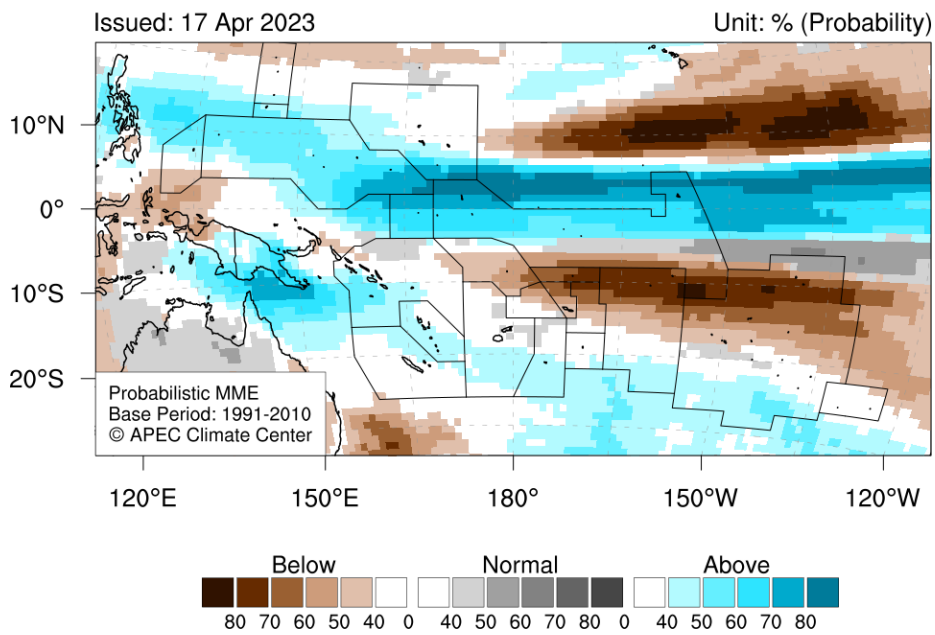 Issued: 17 Apr 2023 Unit: % (Probability)
10°N
0°
10°S
20°S
Probabilistic MME
Base Period: 1991-2010
© APEC Climate Center
120°E 150°E 180° 150°W 120°W
Below Normal Above
80 70 60 50 40 0 40 50 60 70 80 0 40 50 60 70 80